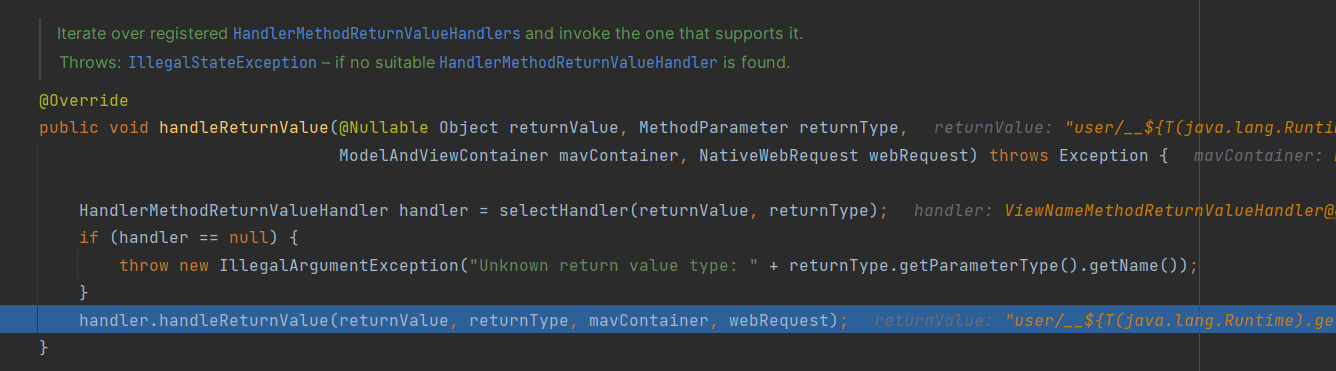 Iterate over registered HandlerMethodReturnValueHandlers and invoke the one that supports it.
Throws: IllegalStateException – if no suitable HandlerMethodReturnValueHandler is found.
@Override
public void handleReturnValue(@Nullable Object returnValue, MethodParameter returnType,   returnValue: "user/__${T(java.lang.Runtim
ModelAndViewContainer mavContainer, NativeWebRequest webRequest) throws Exception {   mavContainer:
HandlerMethodReturnValueHandler handler = selectHandler(returnValue, returnType);   handler: ViewNameMethodReturnValueHandler@
if (handler == null) {
throw new IllegalArgumentException("Unknown return value type: " + returnType.getParameterType().getName());
}
handler.handleReturnValue(returnValue, returnType, mavContainer, webRequest);   returnValue: "user/__${T(java.lang.Runtime).ge
}